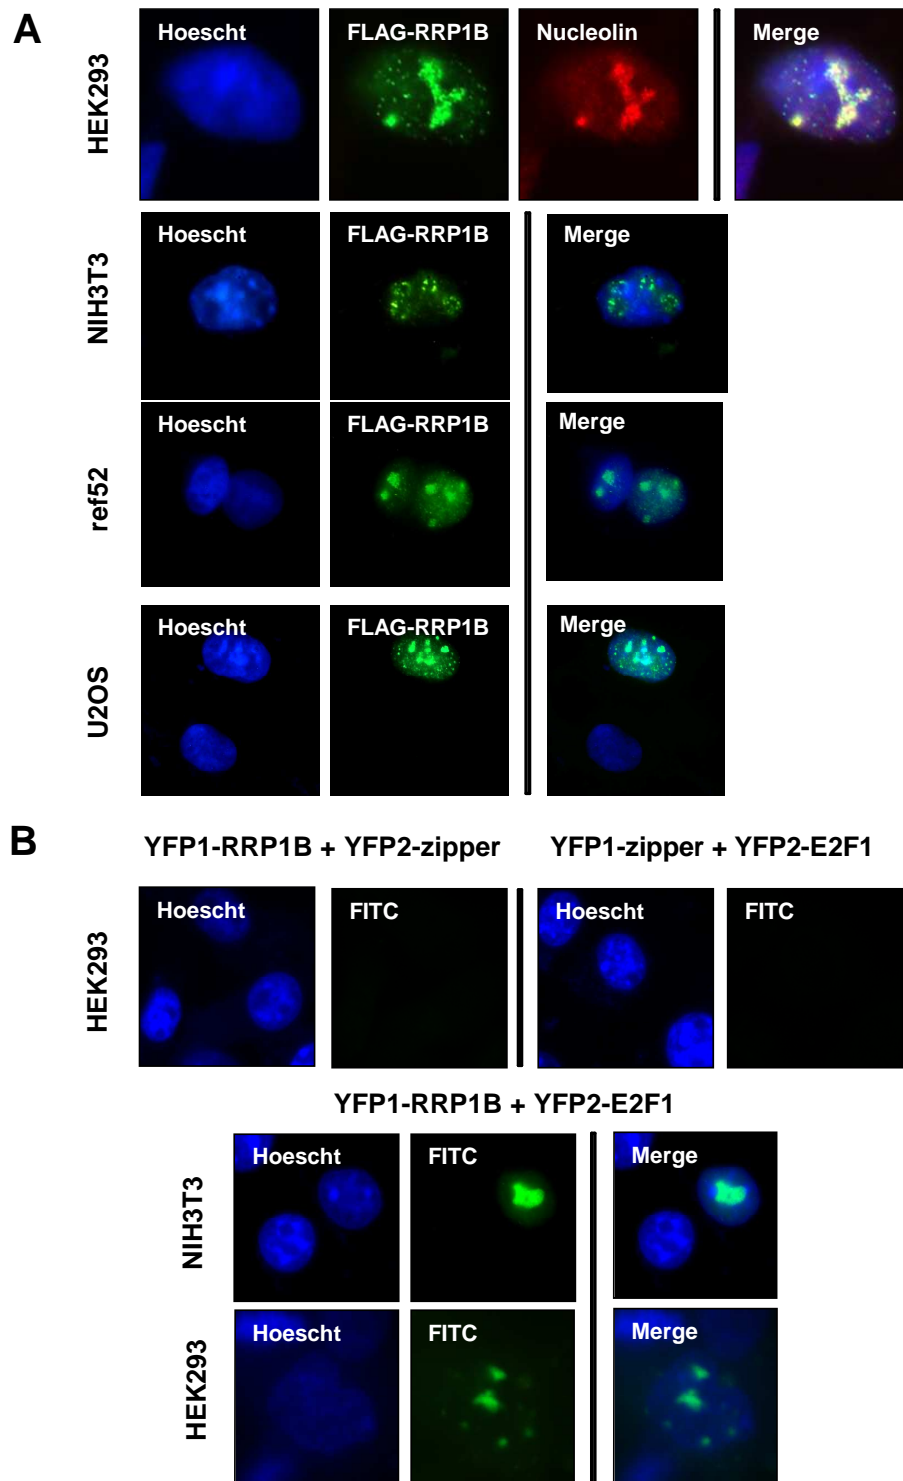 A
HEK293
Hoescht FLAG-RRP1B Nucleolin Merge
NIH3T3
Hoescht FLAG-RRP1B Merge
ref52
Hoescht FLAG-RRP1B Merge
U2OS
Hoescht FLAG-RRP1B Merge
B
YFP1-RRP1B + YFP2-zipper YFP1-zipper + YFP2-E2F1
HEK293
Hoescht FITC Hoescht FITC
YFP1-RRP1B + YFP2-E2F1
NIH3T3
Hoescht FITC Merge
HEK293
Hoescht FITC Merge